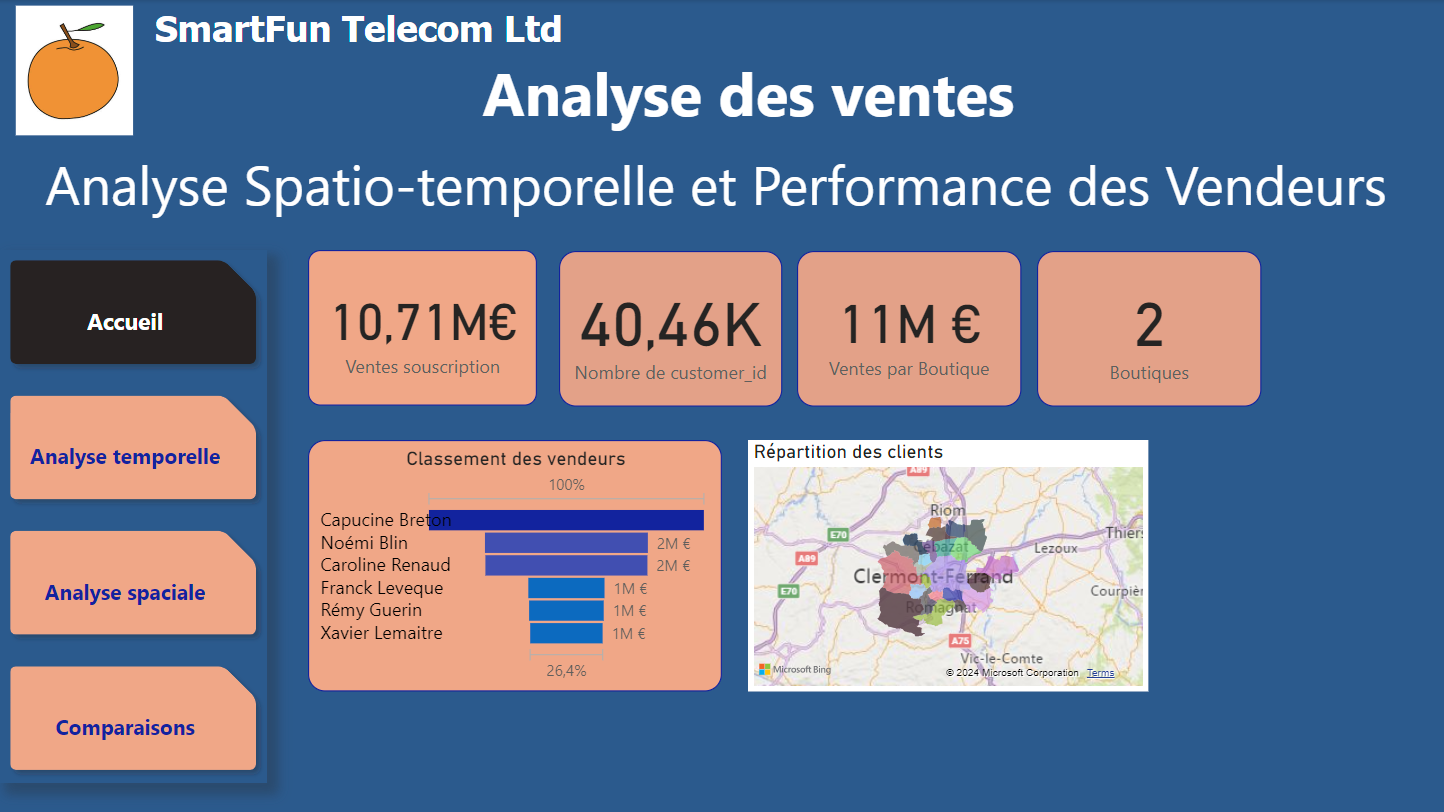 SmartFun Telecom Ltd
Analyse des ventes
Analyse Spatio-temporelle et Performance des Vendeurs
Accueil
Analyse temporelle
Analyse spaciale
Comparaisons
10,71M€
Ventes souscription
40,46K
Nombre de customer_id
11M €
Ventes par Boutique
2
Boutiques
Classement des vendeurs
100%
Capucine Breton
Noémi Blin 2M €
Caroline Renaud 2M €
Franck Leveque 1M €
Rémy Guerin 1M €
Xavier Lemaitre 1M €
26,4%
Répartition des clients
A89
Riom
E70
Thiers
Cébazat
Lezoux
A89
Clermont-Ferrand
E70
Courpièr
Romagnat
A75
Vic-le-Comte
Microsoft Bing
© 2024 Microsoft Corporation Terms